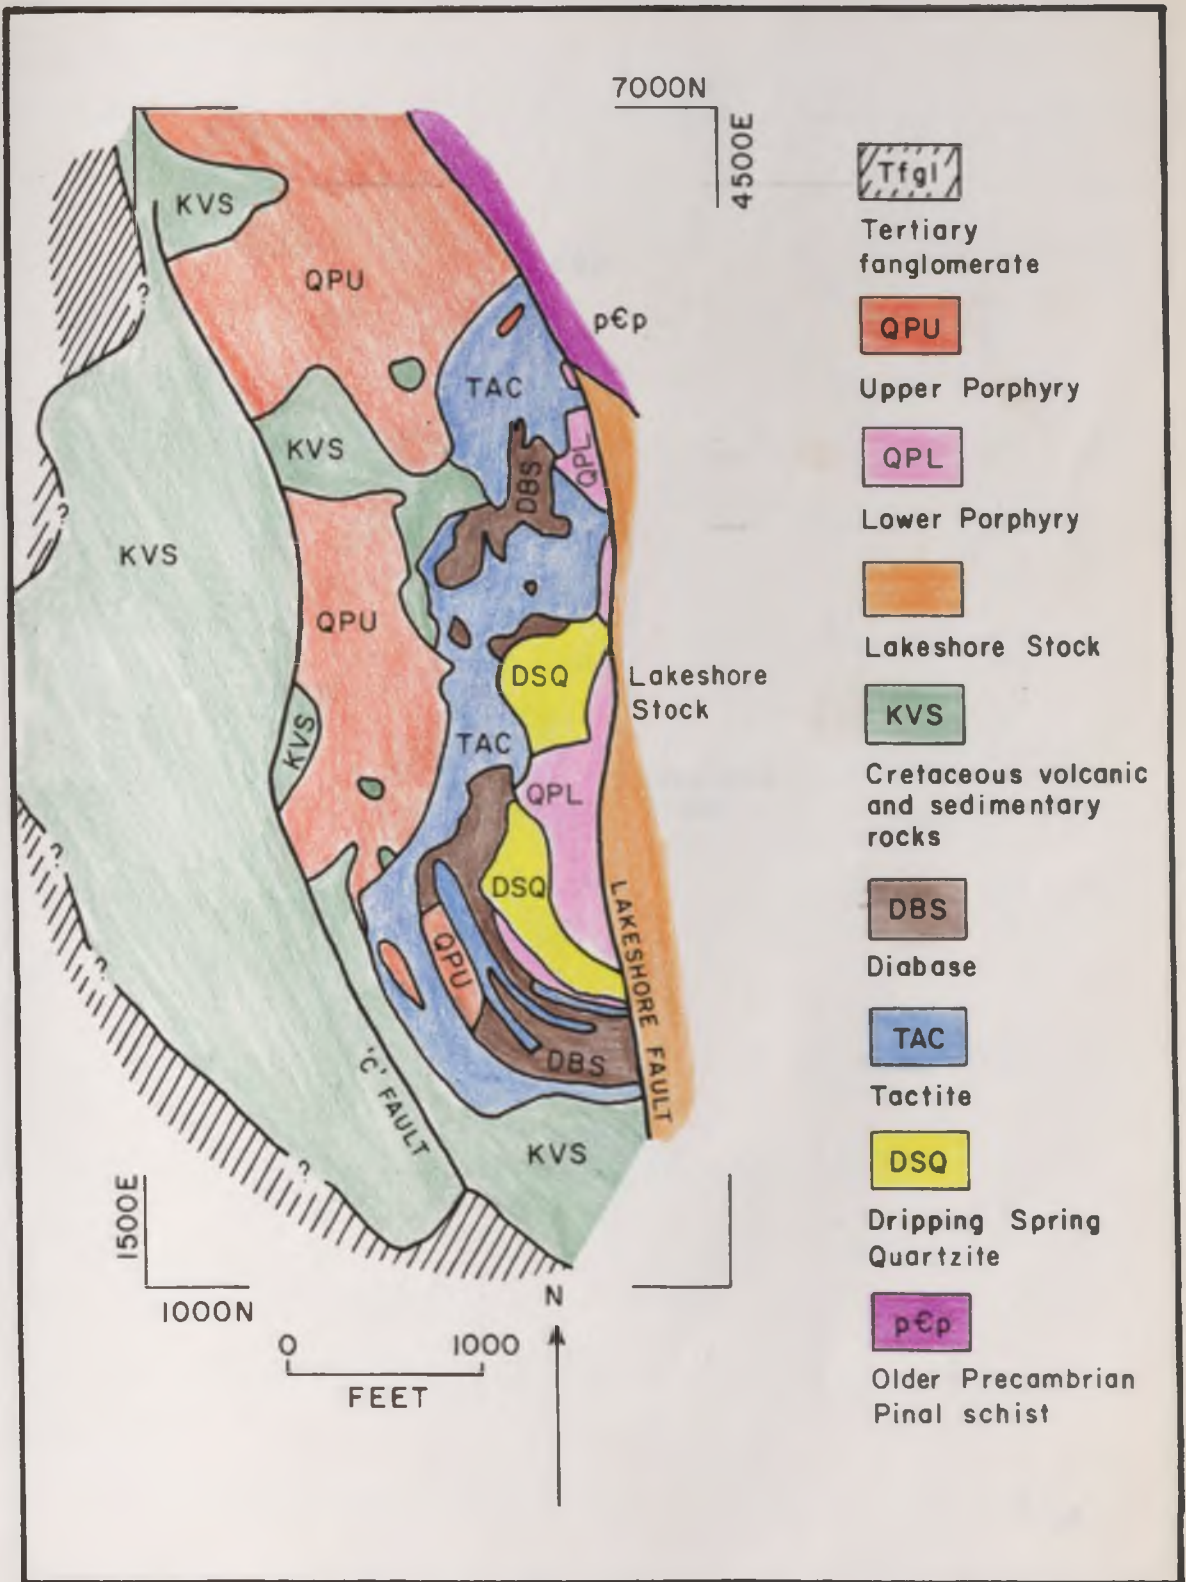 7000N
4500E
KVS
QPU
pЄp
TAC
KVS
QPL
DBS
KVS
QPU
DSQ
Lakeshore
Stock
KVS
TAC
QPL
DSQ
QPU
LAKESHORE FAULT
DBS
'C' FAULT
KVS
?
?
?
?
?
1500E
1000N
N
0 1000
FEET
Tfgl
Tertiary
fanglomerate
QPU
Upper Porphyry
QPL
Lower Porphyry
Lakeshore Stock
KVS
Cretaceous volcanic
and sedimentary
rocks
DBS
Diabase
TAC
Tactite
DSQ
Dripping Spring
Quartzite
pЄp
Older Precambrian
Pinal schist